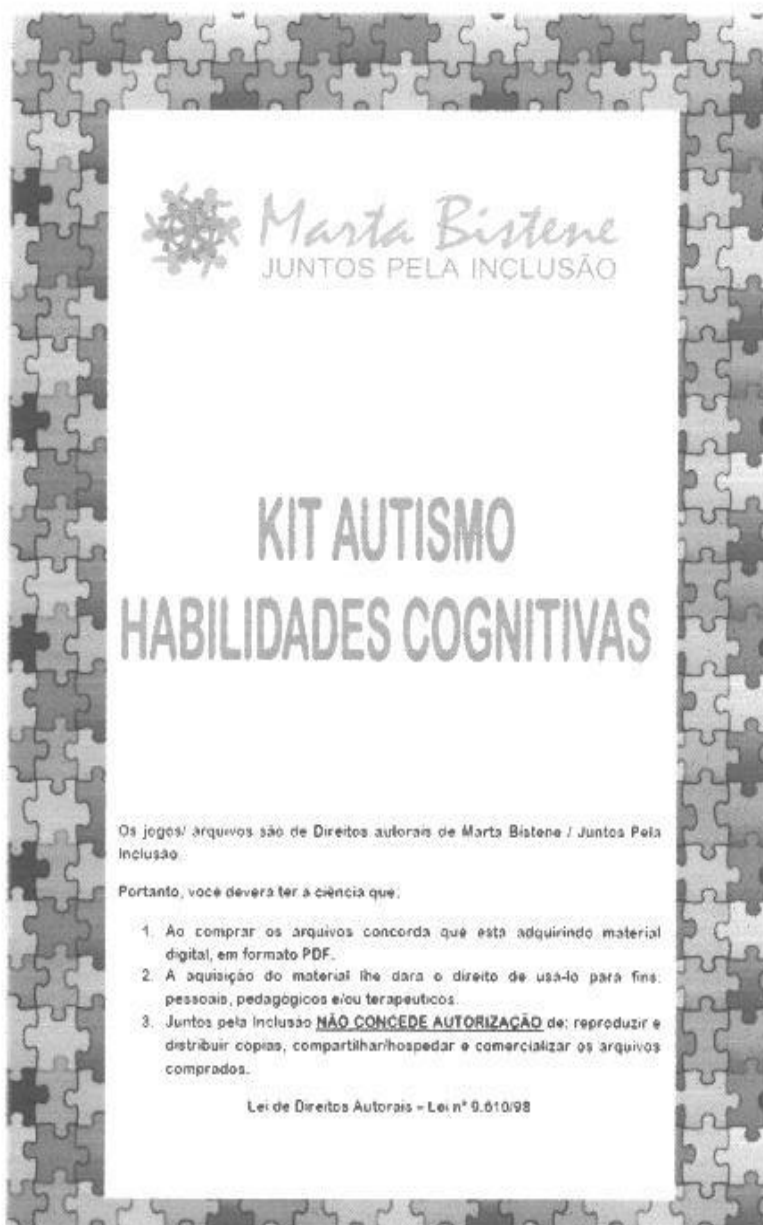 Marta Bistene
JUNTOS PELA INCLUSÃO
KIT AUTISMO
HABILIDADES COGNITIVAS
Os jogos/ arquivos são de Direitos autorais de Marta Bistene / Juntos Pela
Inclusão
Portanto, você devera ter a ciência que:
1. Ao comprar os arquivos concorda que está adquirindo material
digital, em formato PDF.
2. A aquisição do material lhe dara o direito de usá-lo para fins:
pessoais, pedagógicos e/ou terapeuticos.
3. Juntos pela Inclusão NÃO CONCEDE AUTORIZAÇÃO de: reproduzir e
distribuir copias, compartilhar/hospedar e comercializar os arquivos
comprados.
Lei de Direitos Autorais – Lei n° 9.610/98